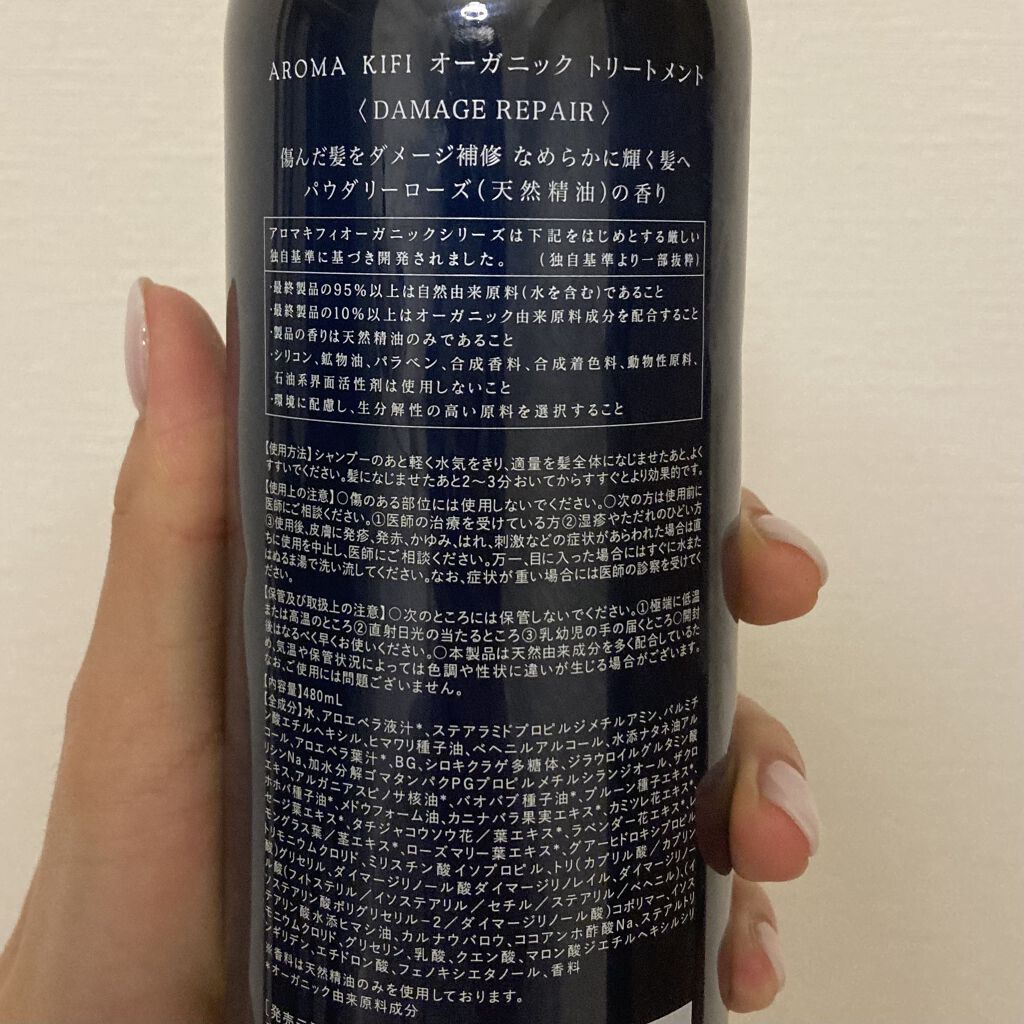 AROMA KIFI オーガニック トリートメント
〈DAMAGE REPAIR〉
傷んだ髪をダメージ補修 なめらかに輝く髪へ
パウダリーローズ(天然精油)の香り
アロマキフィオーガニックシリーズは下記をはじめとする厳しい
独自基準に基づき開発されました。 (独自基準より一部抜粋)
・最終製品の95%以上は自然由来原料(水を含む)であること
・最終製品の10%以上はオーガニック由来原料成分を配合すること
・製品の香りは天然精油のみであること
・シリコン、鉱物油、パラベン、合成香料、合成着色料、動物性原料、
石油系界面活性剤は使用しないこと
・環境に配慮し、生分解性の高い原料を選択すること
【使用方法】シャンプーのあと軽く水気をきり、適量を髪全体になじませたあと、よく
すすいでください。髪になじませたあと2〜3分おいてからすすぐとより効果的です。
【使用上の注意】○傷のある部位には使用しないでください。○次の方は使用前に
医師にご相談ください。①医師の治療を受けている方②湿疹やただれのひどい方
③使用後、皮膚に発疹、発赤、かゆみ、はれ、刺激などの症状があらわれた場合は直
ちに使用を中止し、医師にご相談ください。万一、目に入った場合にはすぐに水また
はぬるま湯で洗い流してください。なお、症状が重い場合には医師の診察を受けてく
ださい。
【保管及び取扱上の注意】○次のところには保管しないでください。①極端に低温
または高温のところ②直射日光の当たるところ③乳幼児の手の届くところ○開封
後はなるべく早くお使いください。○本製品は天然由来成分を多く配合しているた
め、気温や保管状況によっては色調や性状に違いが生じる場合がございます。
なお、ご使用には問題ございません。
【内容量】480mL
【全成分】水、アロエベラ液汁*、ステアラミドプロピルジメチルアミン、パルミチ
ン酸エチルヘキシル、ヒマワリ種子油、ベヘニルアルコール、水添ナタネ油アル
コール、アロエベラ葉汁*、BG、シロキクラゲ多糖体、ジラウロイルグルタミン酸
リシンNa、加水分解ゴマタンパクPGプロピルメチルシランジオール、ザクロ
エキス、アルガニアスピノサ核油*、バオバブ種子油*、プルーン種子エキス*、
ホホバ種子油*、メドウフォーム油、カニナバラ果実エキス*、カミツレ花エキス*、
セージ葉エキス*、タチジャコウソウ花／葉エキス*、ラベンダー花エキス*、レ
モングラス葉／茎エキス*、ローズマリー葉エキス*、グアーヒドロキシプロピル
トリモニウムクロリド、ミリスチン酸イソプロピル、トリ(カプリル酸／カプリン
酸)グリセリル、ダイマージリノール酸ダイマージリノレイル、ダイマージリノー
ル酸(フィトステリル／イソステアリル／セチル／ステアリル／ベヘニル)、(イ
ソステアリン酸ポリグリセリル-2／ダイマージリノール酸)コポリマー、イソス
テアリン酸水添ヒマシ油、カルナウバロウ、ココアンホ酢酸Na、ステアルトリ
モニウムクロリド、グリセリン、乳酸、クエン酸、マロン酸ジエチルヘキシルシリ
ンギリデン、エチドロン酸、フェノキシエタノール、香料
※香料は天然精油のみを使用しております。
*オーガニック由来原料成分